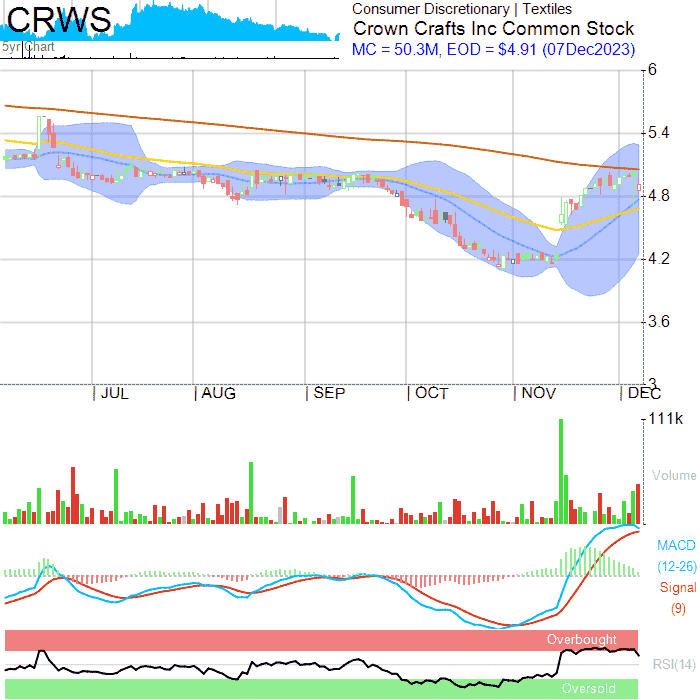 CRWS
5yr Chart
Consumer Discretionary | Textiles
Crown Crafts Inc Common Stock
MC = 50.3M, EOD = $4.91 (07Dec2023)
6
5.4
4.8
4.2
3.6
3
JUL AUG SEP OCT NOV DEC
111k
Volume
MACD
(12-26)
Signal
(9)
Overbought
RSI(14)
Oversold